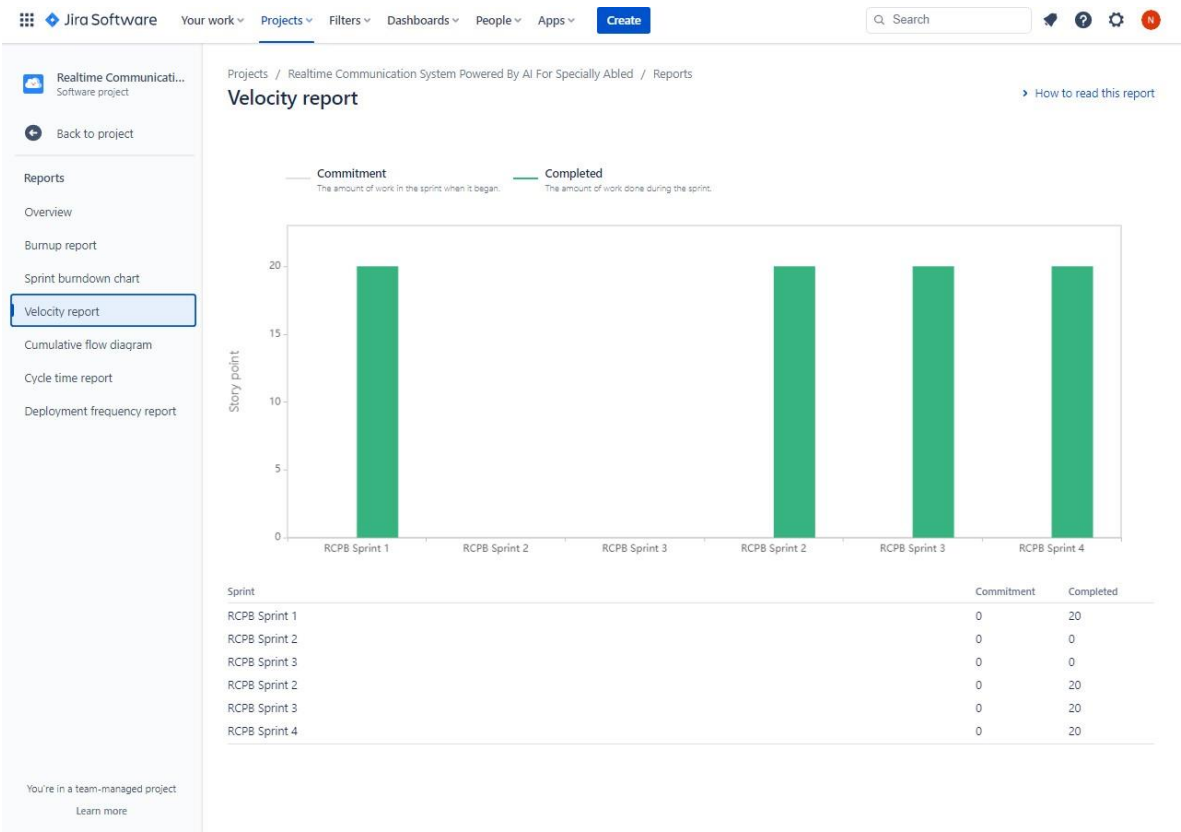 Jira Software Your work Projects Filters Dashboards People Apps Create Search N
Realtime Communicati...
Software project
Back to project
Reports
Overview
Burnup report
Sprint burndown chart
Velocity report
Cumulative flow diagram
Cycle time report
Deployment frequency report
You're in a team-managed project
Learn more
Projects / Realtime Communication System Powered By AI For Specially Abled / Reports
Velocity report
How to read this report
Commitment
The amount of work in the sprint when it began.
Completed
The amount of work done during the sprint.
Story point
20
15
10
5
0
RCPB Sprint 1 RCPB Sprint 2 RCPB Sprint 3 RCPB Sprint 2 RCPB Sprint 3 RCPB Sprint 4
Sprint Commitment Completed
RCPB Sprint 1 0 20
RCPB Sprint 2 0 0
RCPB Sprint 3 0 0
RCPB Sprint 2 0 20
RCPB Sprint 3 0 20
RCPB Sprint 4 0 20